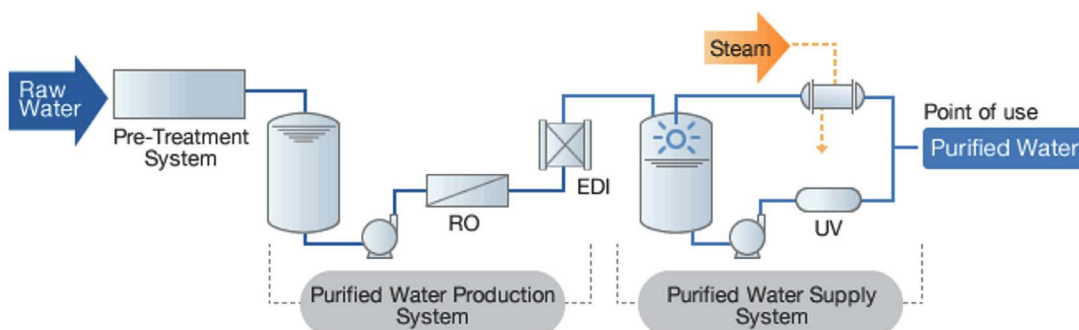 Raw
Water
Pre-Treatment
System
RO
EDI
Purified Water Production
System
Steam
UV
Point of use
Purified Water
Purified Water Supply
System